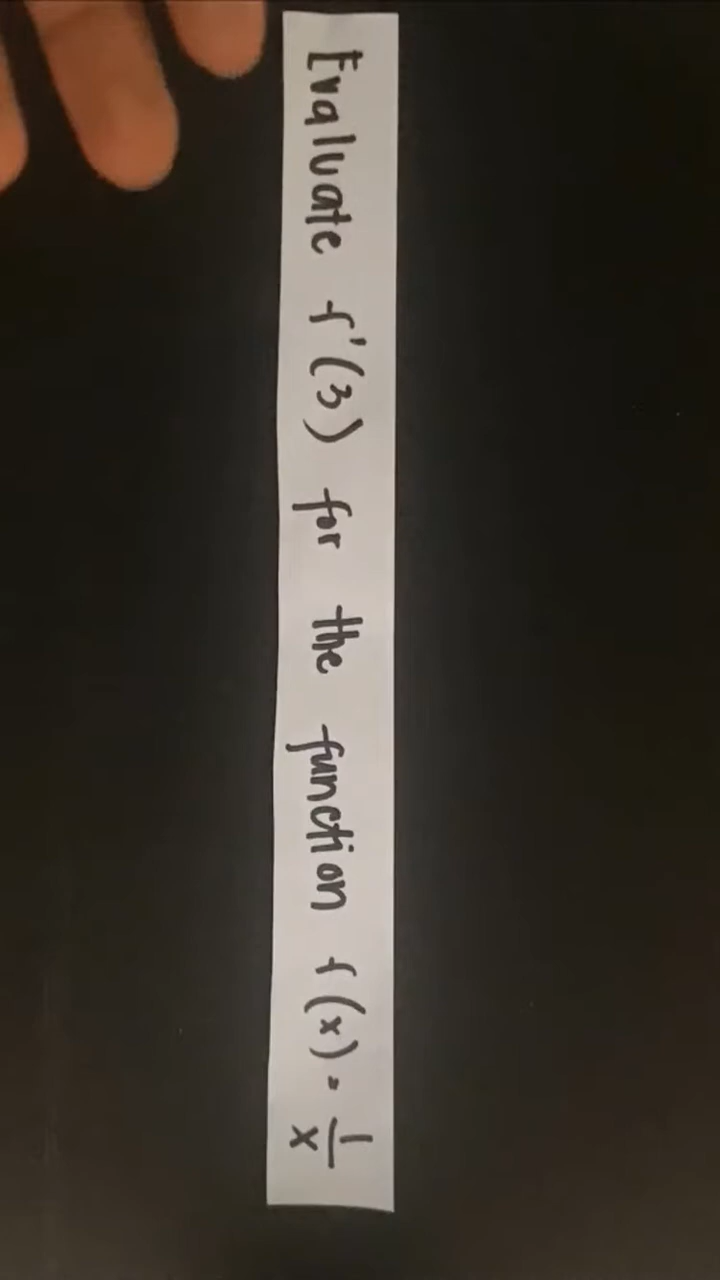 Evaluate f'(3) for the function f(x) = 1/x